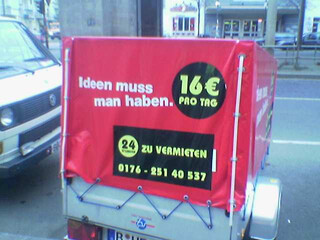 Ideen muss
man haben.
16€
PRO TAG
24
ZU VERMIETEN
0176 - 251 40 537